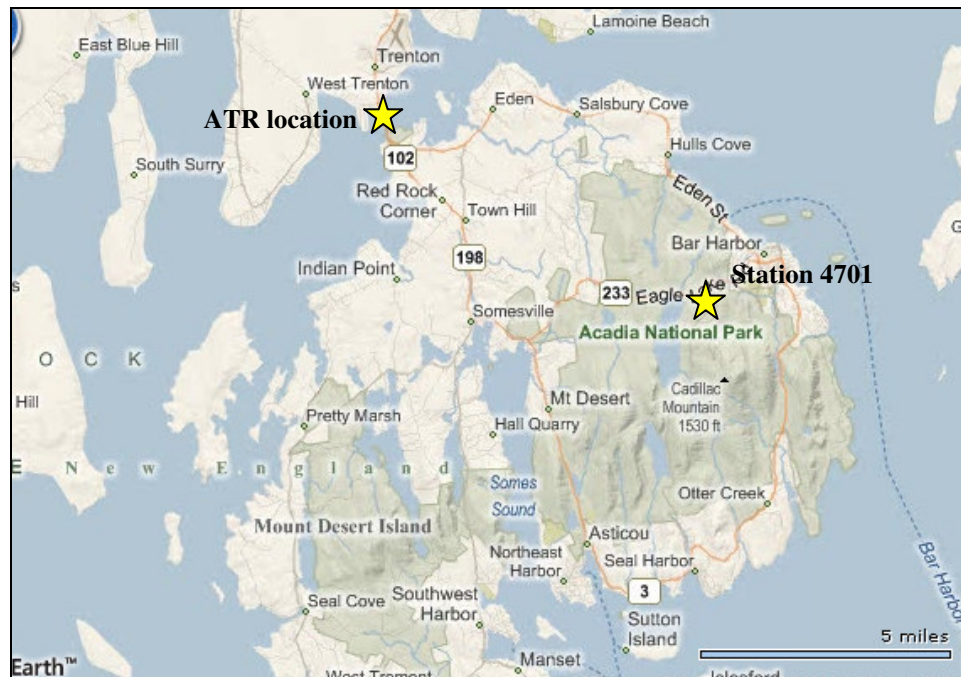 Lamoine Beach
East Blue Hill
Trenton
West Trenton
Eden
Salsbury Cove
ATR location
102
Hulls Cove
South Surry
Red Rock
Corner
Eden St
Town Hill
Bar Harbor
198
Indian Point
Station 4701
233
Eagle
Somesville
Acadia National Park
O C K
Hill
Mt Desert
Cadillac
Mountain
1530 ft
Pretty Marsh
Hall Quarry
E N e w E n g l a n d
Somes
Sound
Otter Creek
Mount Desert Island
Asticou
Northeast
Harbor
Seal Harbor
Bar Harbor
3
Seal Cove
Southwest
Harbor
Sutton
Island
5 miles
Manset
Earth™
West Tremont